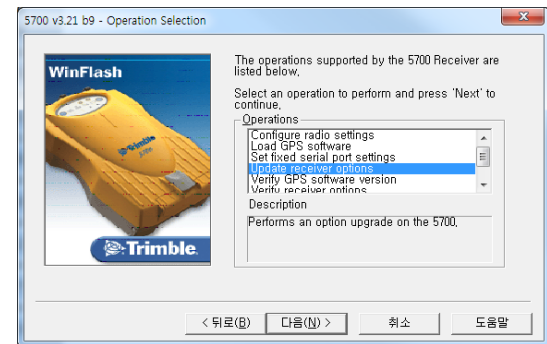 5700 v3.21 b9 - Operation Selection
WinFlash
Trimble
Trimble.
The operations supported by the 5700 Receiver are
listed below,
Select an operation to perform and press 'Next' to
continue,
Operations
Configure radio settings
Load GPS software
Set fixed serial port settings
Update receiver options
Verify GPS software version
Verify receiver options
Description
Performs an option upgrade on the 5700,
< 뒤로(B)
다음(N) >
취소
도움말